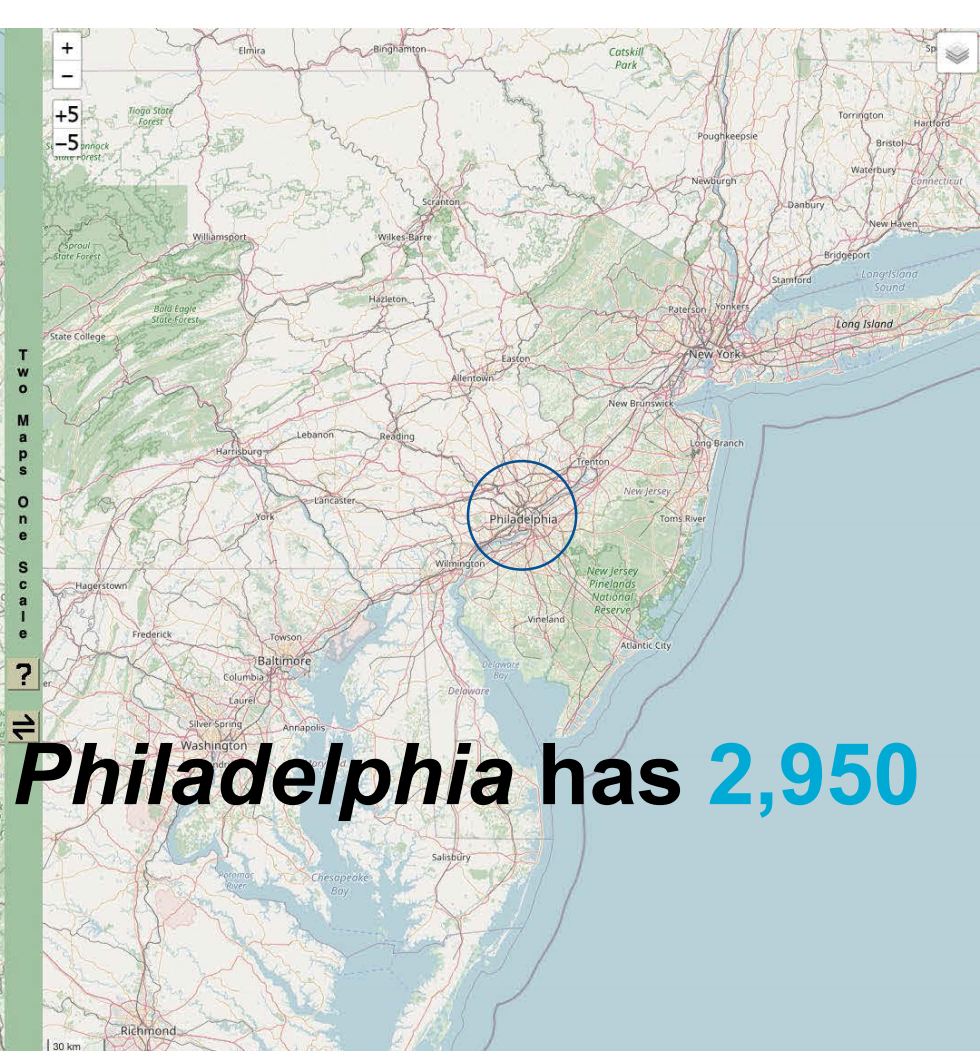 +
−
+5
−5
Elmira
Binghamton
Catskill
Park
Tioga State
Forest
Torrington
Hartford
Poughkeepsie
Bristol
Waterbury
Connecticut
Newburgh
Danbury
Scranton
New Haven
Williamsport
Wilkes-Barre
Sproul
State Forest
Bridgeport
Stamford
Long Island
Sound
Hazleton
Bald Eagle
State Forest
Paterson
Yonkers
Long Island
State College
New York
Easton
Allentown
New Brunswick
Lebanon
Reading
Long Branch
Harrisburg
Trenton
Lancaster
New Jersey
York
Philadelphia
Toms River
Wilmington
Hagerstown
New Jersey
Pinelands
National
Reserve
Vineland
Frederick
Towson
Atlantic City
Baltimore
Delaware
Bay
Columbia
Delaware
Laurel
Silver Spring
Annapolis
Washington
Two Maps One Scale
?
Philadelphia has 2,950
Salisbury
Potomac
River
Chesapeake
Bay
Richmond
30 km